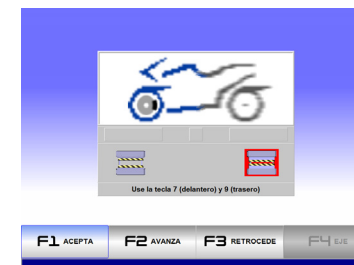 Use la tecla 7 (delantero) y 9 (trasero)
F1 ACEPTA
F2 AVANZA
F3 RETROCEDE
F4 EJE